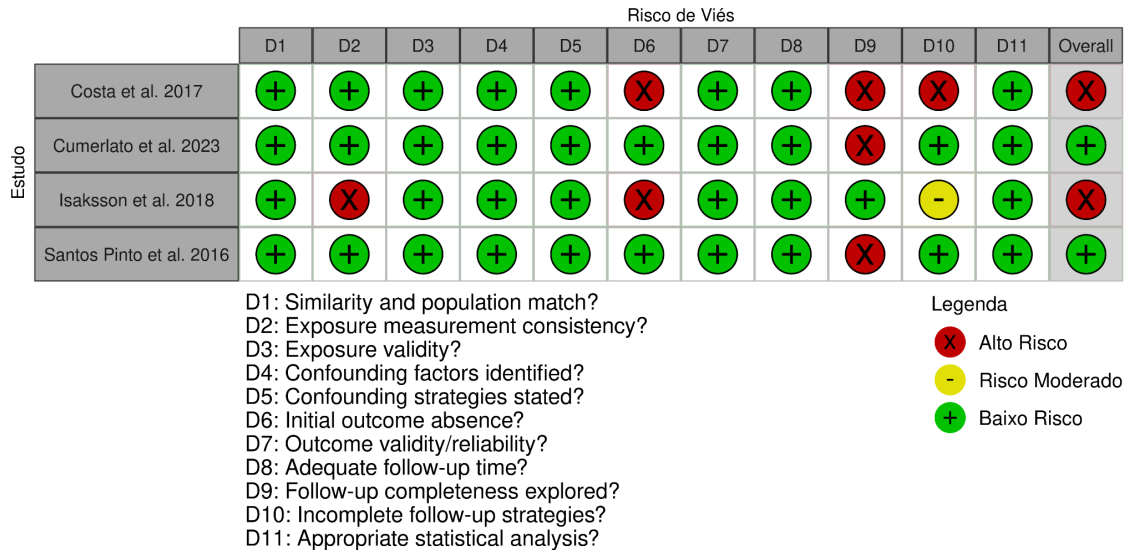 Risco de Viés
D1 D2 D3 D4 D5 D6 D7 D8 D9 D10 D11 Overall
Estudo
Costa et al. 2017 + + + + + X + + X X + X
Cumerlato et al. 2023 + + + + + + + + X + + +
Isaksson et al. 2018 + X + + + X + + + - + X
Santos Pinto et al. 2016 + + + + + + + + X + + +
D1: Similarity and population match?
D2: Exposure measurement consistency?
D3: Exposure validity?
D4: Confounding factors identified?
D5: Confounding strategies stated?
D6: Initial outcome absence?
D7: Outcome validity/reliability?
D8: Adequate follow-up time?
D9: Follow-up completeness explored?
D10: Incomplete follow-up strategies?
D11: Appropriate statistical analysis?
Legenda
X Alto Risco
- Risco Moderado
+ Baixo Risco